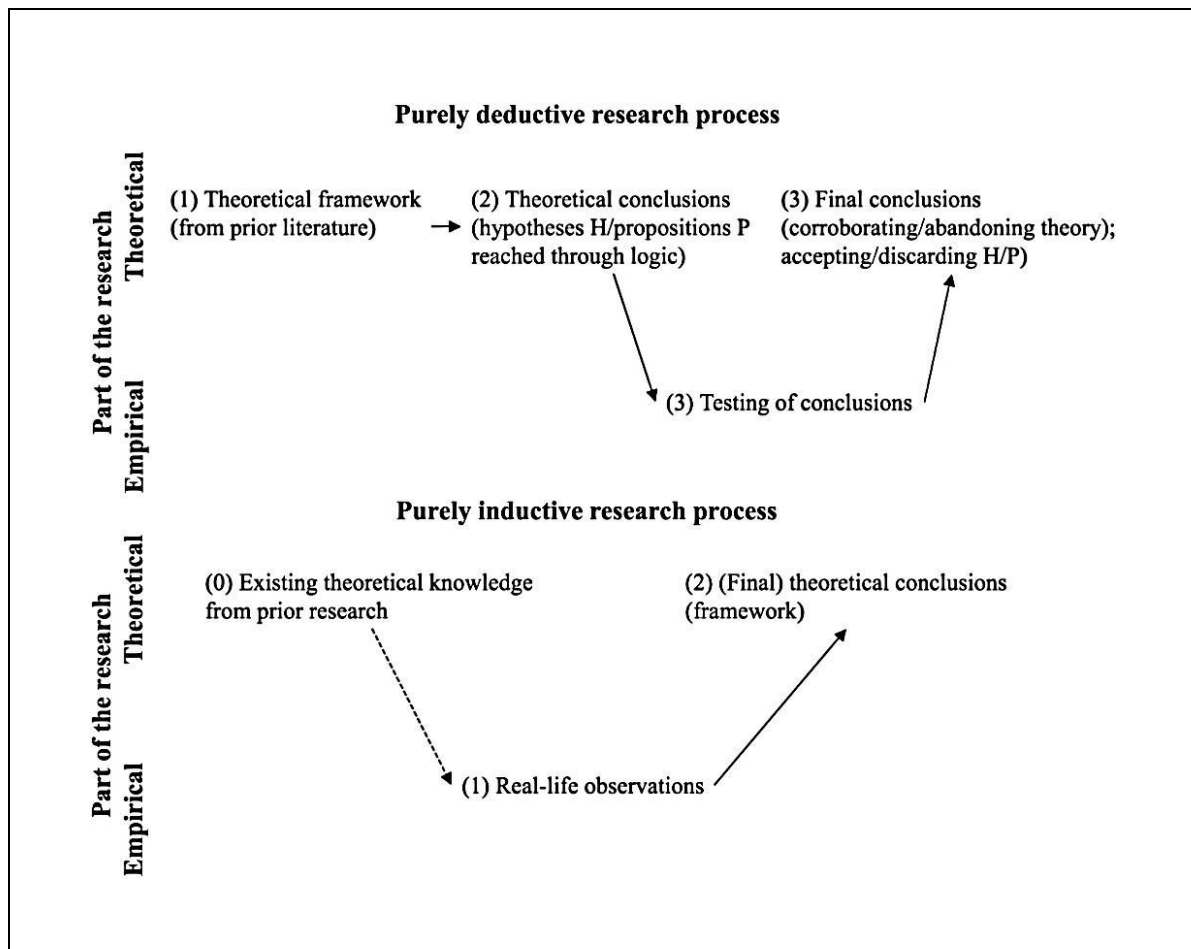 Purely deductive research process
Part of the research
Theoretical
Empirical
(1) Theoretical framework
(from prior literature)
(2) Theoretical conclusions
(hypotheses H/propositions P
reached through logic)
(3) Final conclusions
(corroborating/abandoning theory);
accepting/discarding H/P)
(3) Testing of conclusions
Purely inductive research process
Part of the research
Theoretical
Empirical
(0) Existing theoretical knowledge
from prior research
(2) (Final) theoretical conclusions
(framework)
(1) Real-life observations